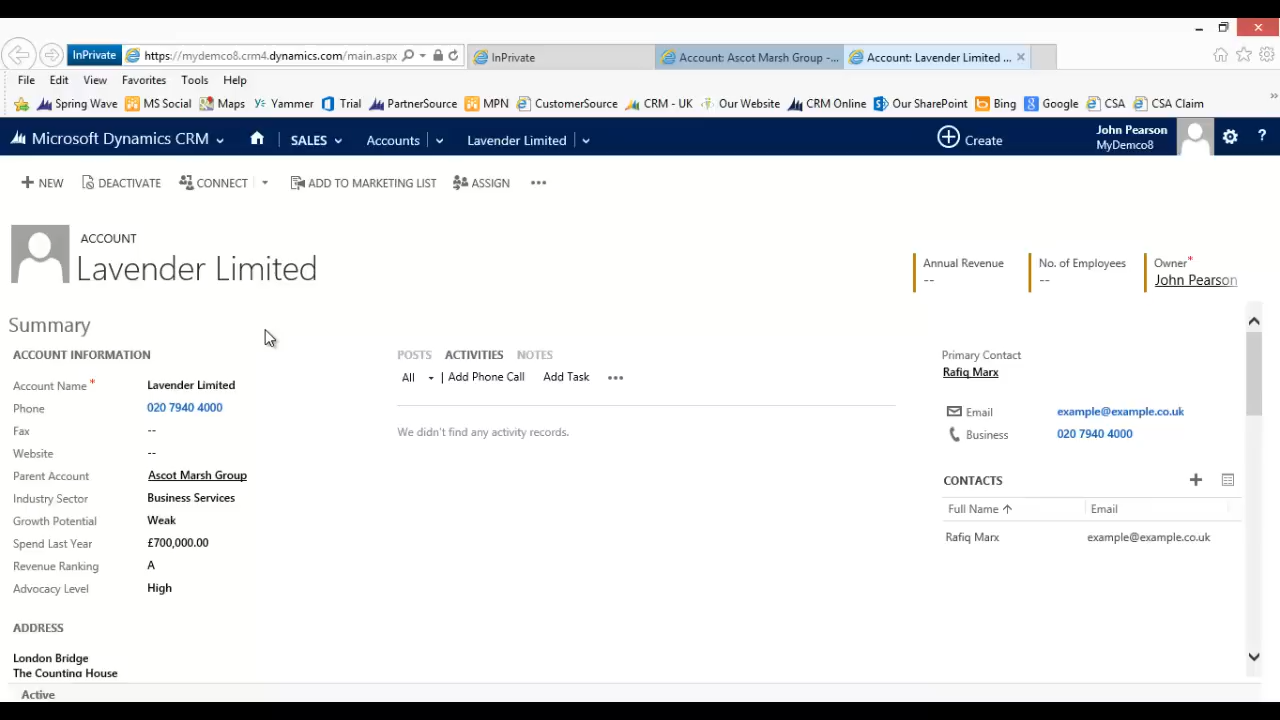 InPrivate https://mydemco8.crm4.dynamics.com/main.aspx InPrivate Account: Ascot Marsh Group -... Account: Lavender Limited ...
File Edit View Favorites Tools Help
Spring Wave MS Social Maps Yammer Trial PartnerSource MPN CustomerSource CRM - UK Our Website CRM Online Our SharePoint Bing Google CSA CSA Claim
Microsoft Dynamics CRM SALES Accounts Lavender Limited Create John Pearson
MyDemco8
NEW DEACTIVATE CONNECT ADD TO MARKETING LIST ASSIGN
ACCOUNT
Lavender Limited
Annual Revenue No. of Employees Owner*
-- -- John Pearson
Summary
ACCOUNT INFORMATION
Account Name * Lavender Limited
Phone 020 7940 4000
Fax --
Website --
Parent Account Ascot Marsh Group
Industry Sector Business Services
Growth Potential Weak
Spend Last Year £700,000.00
Revenue Ranking A
Advocacy Level High
ADDRESS
London Bridge
The Counting House
POSTS ACTIVITIES NOTES
All | Add Phone Call Add Task
We didn't find any activity records.
Primary Contact
Rafiq Marx
Email example@example.co.uk
Business 020 7940 4000
CONTACTS
Full Name Email
Rafiq Marx example@example.co.uk
Active